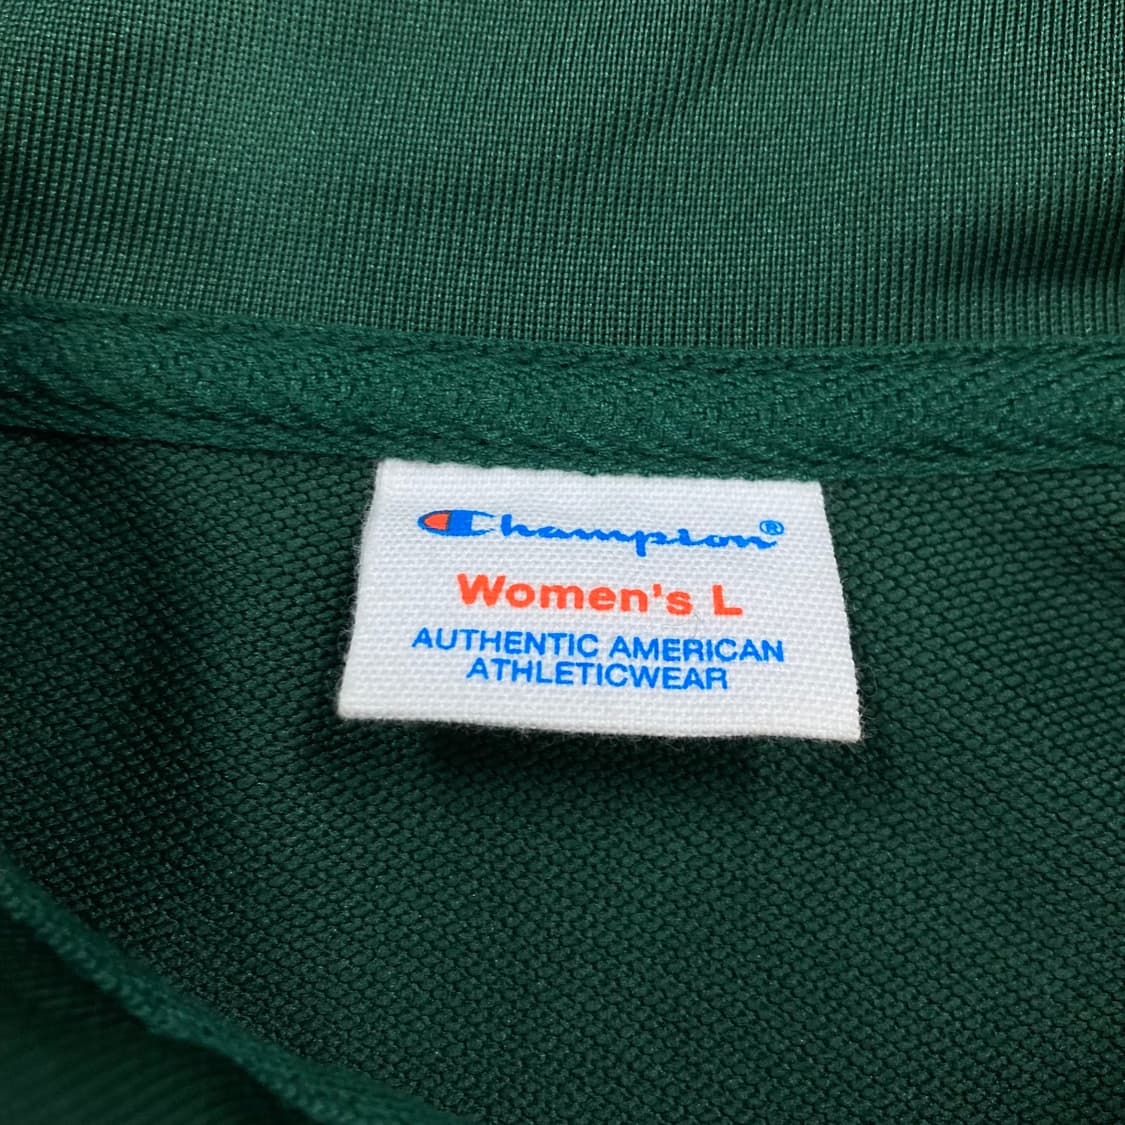 Champion®
Women's L
AUTHENTIC AMERICAN
ATHLETICWEAR